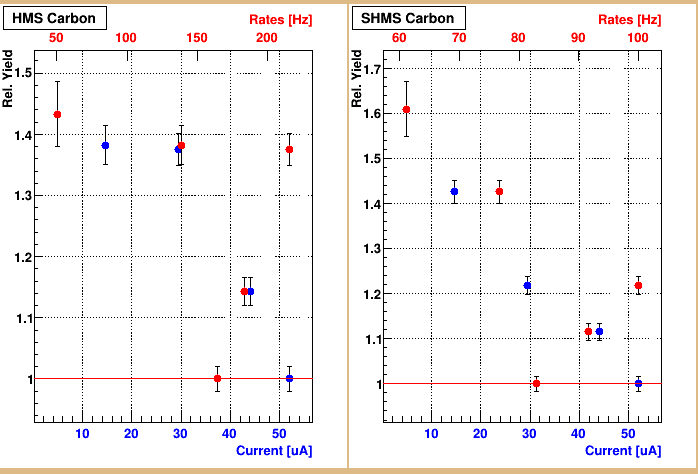 HMS Carbon
Rates [Hz]
50 100 150 200
Rel. Yield
1.5
1.4
1.3
1.2
1.1
1
10 20 30 40 50
Current [uA]
SHMS Carbon
Rates [Hz]
60 70 80 90 100
Rel. Yield
1.7
1.6
1.5
1.4
1.3
1.2
1.1
1
10 20 30 40 50
Current [uA]